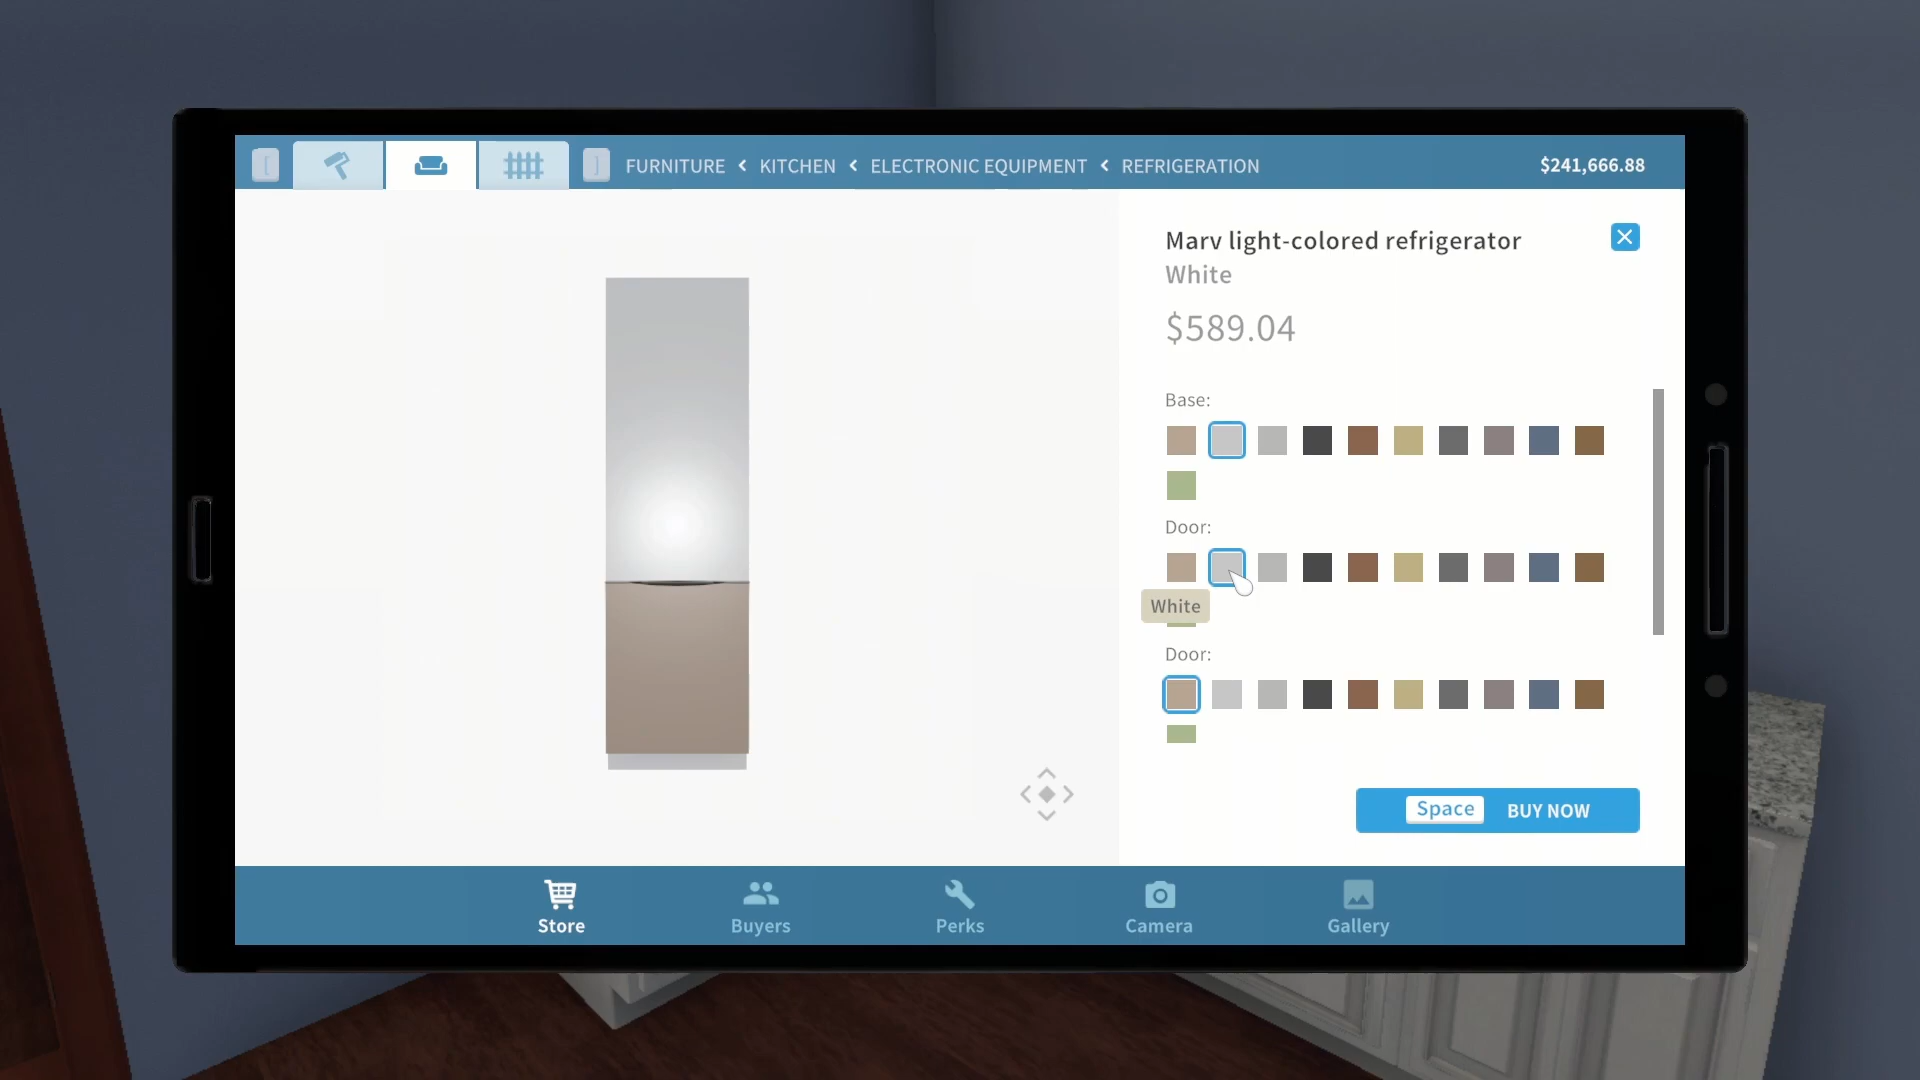 [
]
FURNITURE < KITCHEN < ELECTRONIC EQUIPMENT < REFRIGERATION
$241,666.88
Marv light-colored refrigerator
White
$589.04
Base:
Door:
White
Door:
Space BUY NOW
Store
Buyers
Perks
Camera
Gallery